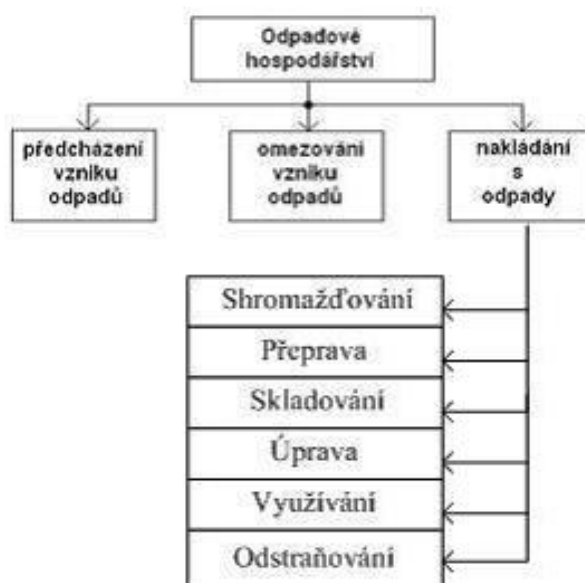 Odpadové
hospodářství
předcházení
vzniku
odpadů
omezování
vzniku
odpadů
nakládání
s
odpady
Shromažďování
Přeprava
Skladování
Úprava
Využívání
Odstraňování